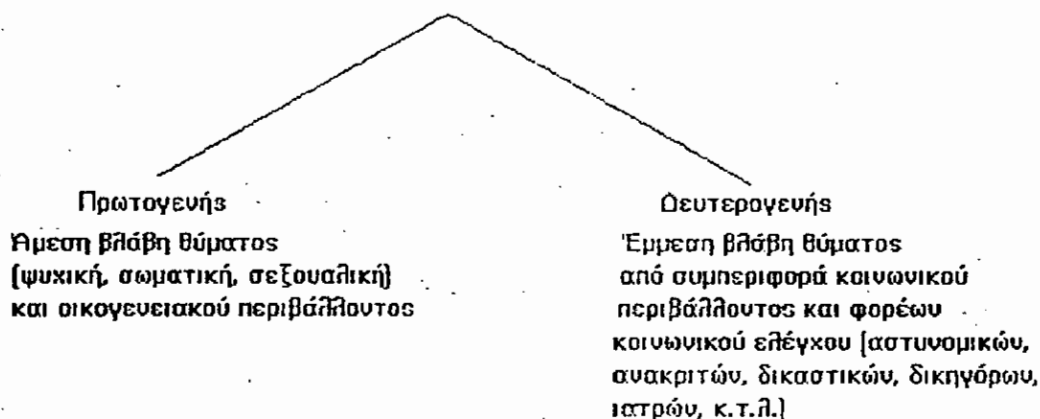 Πρωτογενής
Άμεση βλάβη θύματος
(ψυχική, σωματική, σεξουαλική)
και οικογενειακού περιβάλλοντος
Δευτερογενής
Έμμεση βλάβη θύματος
από συμπεριφορά κοινωνικού
περιβάλλοντος και φορέων
κοινωνικού ελέγχου (αστυνομικών,
ανακριτών, δικαστικών, δικηγόρων,
ιατρών, κ.τ.λ.)